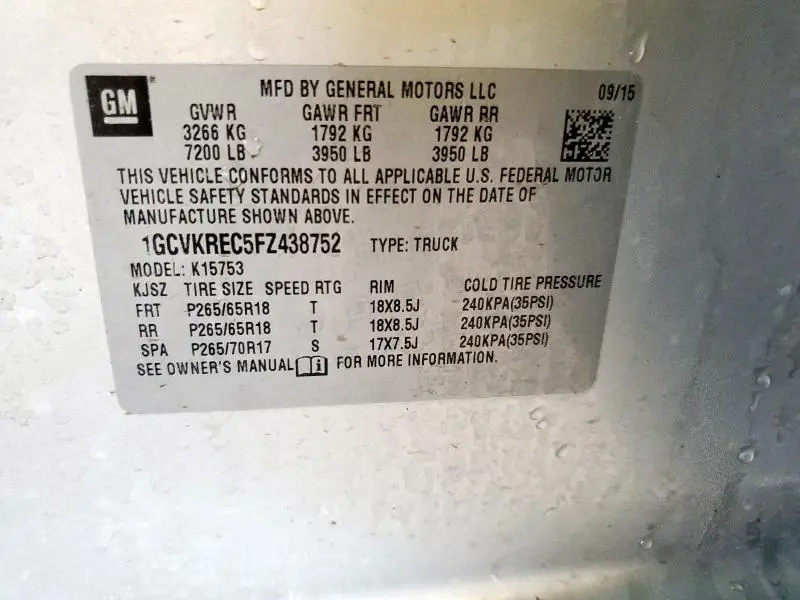 GM
MFD BY GENERAL MOTORS LLC 09/15
GVWR GAWR FRT GAWR RR
3266 KG 1792 KG 1792 KG
7200 LB 3950 LB 3950 LB
THIS VEHICLE CONFORMS TO ALL APPLICABLE U.S. FEDERAL MOTOR
VEHICLE SAFETY STANDARDS IN EFFECT ON THE DATE OF
MANUFACTURE SHOWN ABOVE.
1GCVKREC5FZ438752 TYPE: TRUCK
MODEL: K15753
KJSZ TIRE SIZE SPEED RTG RIM COLD TIRE PRESSURE
FRT P265/65R18 T 18X8.5J 240KPA(35PSI)
RR P265/65R18 T 18X8.5J 240KPA(35PSI)
SPA P265/70R17 S 17X7.5J 240KPA(35PSI)
SEE OWNER'S MANUAL FOR MORE INFORMATION.